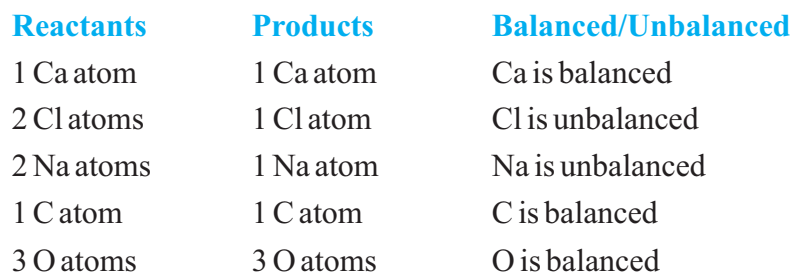 Reactants Products Balanced/Unbalanced
1 Ca atom 1 Ca atom Ca is balanced
2 Cl atoms 1 Cl atom Cl is unbalanced
2 Na atoms 1 Na atom Na is unbalanced
1 C atom 1 C atom C is balanced
3 O atoms 3 O atoms O is balanced